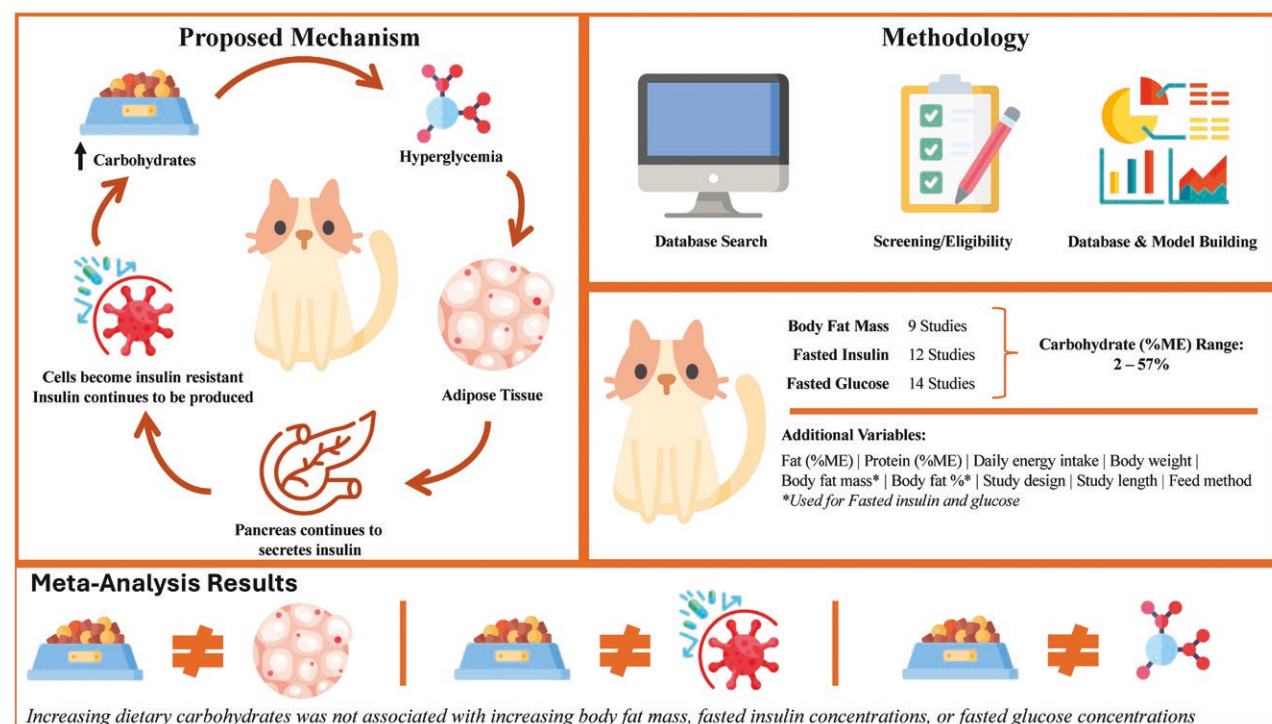 Proposed Mechanism
Carbohydrates
Hyperglycemia
Adipose Tissue
Pancreas continues to
secretes insulin
Cells become insulin resistant
Insulin continues to be produced
Methodology
Database Search
Screening/Eligibility
Database & Model Building
Body Fat Mass 9 Studies
Fasted Insulin 12 Studies
Fasted Glucose 14 Studies
Carbohydrate (%ME) Range:
2 – 57%
Additional Variables:
Fat (%ME) | Protein (%ME) | Daily energy intake | Body weight |
Body fat mass* | Body fat %* | Study design | Study length | Feed method
*Used for Fasted insulin and glucose
Meta-Analysis Results
Increasing dietary carbohydrates was not associated with increasing body fat mass, fasted insulin concentrations, or fasted glucose concentrations